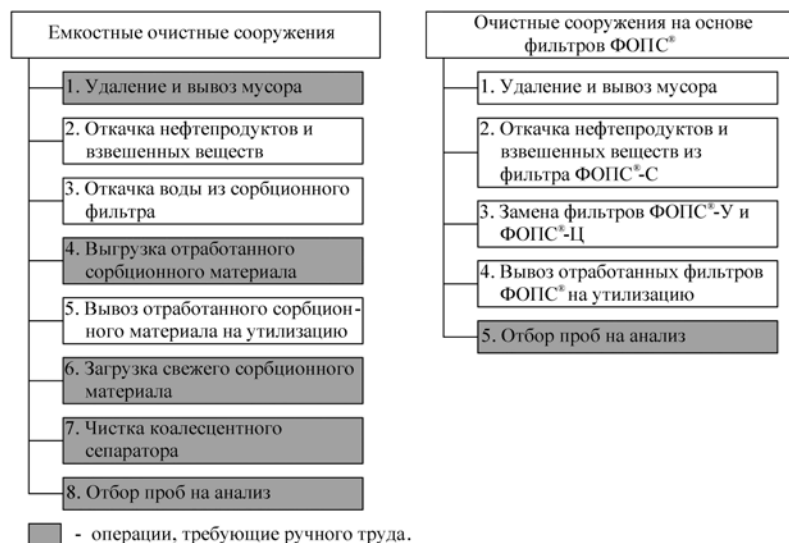 Емкостные очистные сооружения
1. Удаление и вывоз мусора
2. Откачка нефтепродуктов и
взвешенных веществ
3. Откачка воды из сорбционного
фильтра
4. Выгрузка отработанного
сорбционного материала
5. Вывоз отработанного сорбцион-
ного материала на утилизацию
6. Загрузка свежего сорбционного
материала
7. Чистка коалесцентного
сепаратора
8. Отбор проб на анализ
Очистные сооружения на основе
фильтров ФОПС®
1. Удаление и вывоз мусора
2. Откачка нефтепродуктов и
взвешенных веществ из
фильтра ФОПС®-С
3. Замена фильтров ФОПС®-У и
ФОПС®-Ц
4. Вывоз отработанных фильтров
ФОПС® на утилизацию
5. Отбор проб на анализ
- операции, требующие ручного труда.